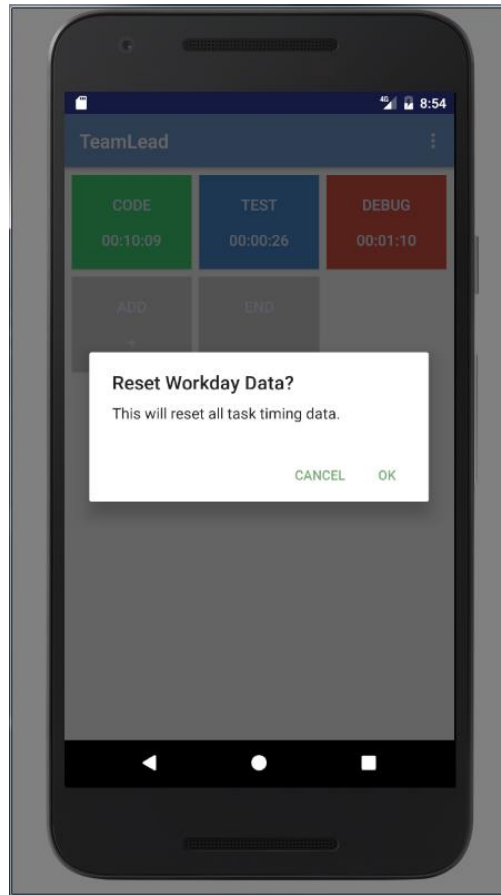 4G 8:54
TeamLead
CODE TEST DEBUG
00:10:09 00:00:26 00:01:10
ADD END
+
Reset Workday Data?
This will reset all task timing data.
CANCEL OK